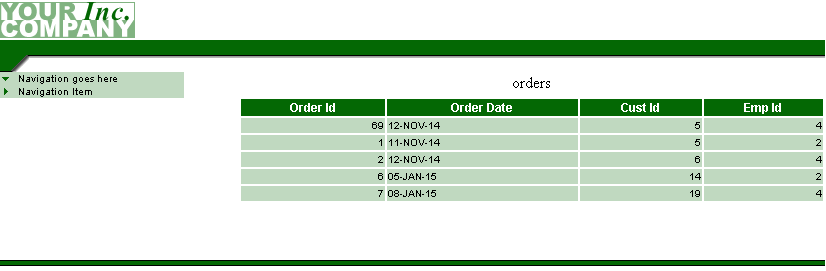 YOUR Inc.
COMPANY
Navigation goes here
Navigation Item
orders
Order Id Order Date Cust Id Emp Id
69 12-NOV-14 5 4
1 11-NOV-14 5 2
2 12-NOV-14 6 4
6 05-JAN-15 14 2
7 08-JAN-15 19 4